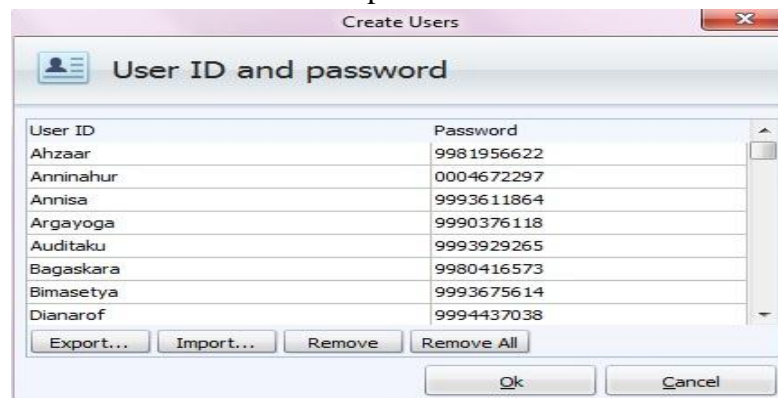 Create Users
User ID and password
User ID Password
Ahzaar 9981956622
Anninahur 0004672297
Annisa 9993611864
Argayoga 9990376118
Auditaku 9993929265
Bagaskara 9980416573
Bimasetya 9993675614
Dianarof 9994437038
Export... Import... Remove Remove All
Ok Cancel